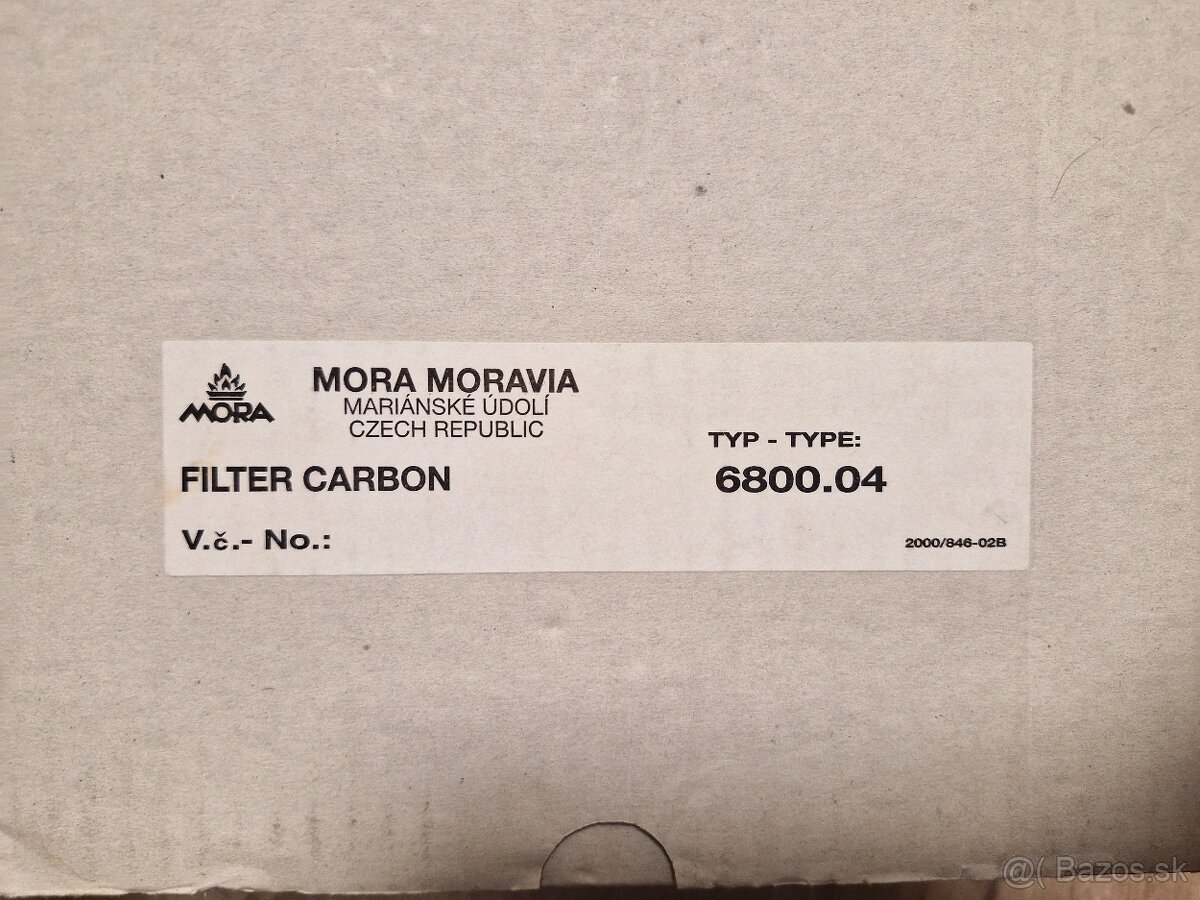 MORA
MORA MORAVIA
MARIÁNSKÉ ÚDOLÍ
CZECH REPUBLIC
TYP - TYPE:
FILTER CARBON
6800.04
V.č.- No.:
2000/846-02B
@( Bazos.sk